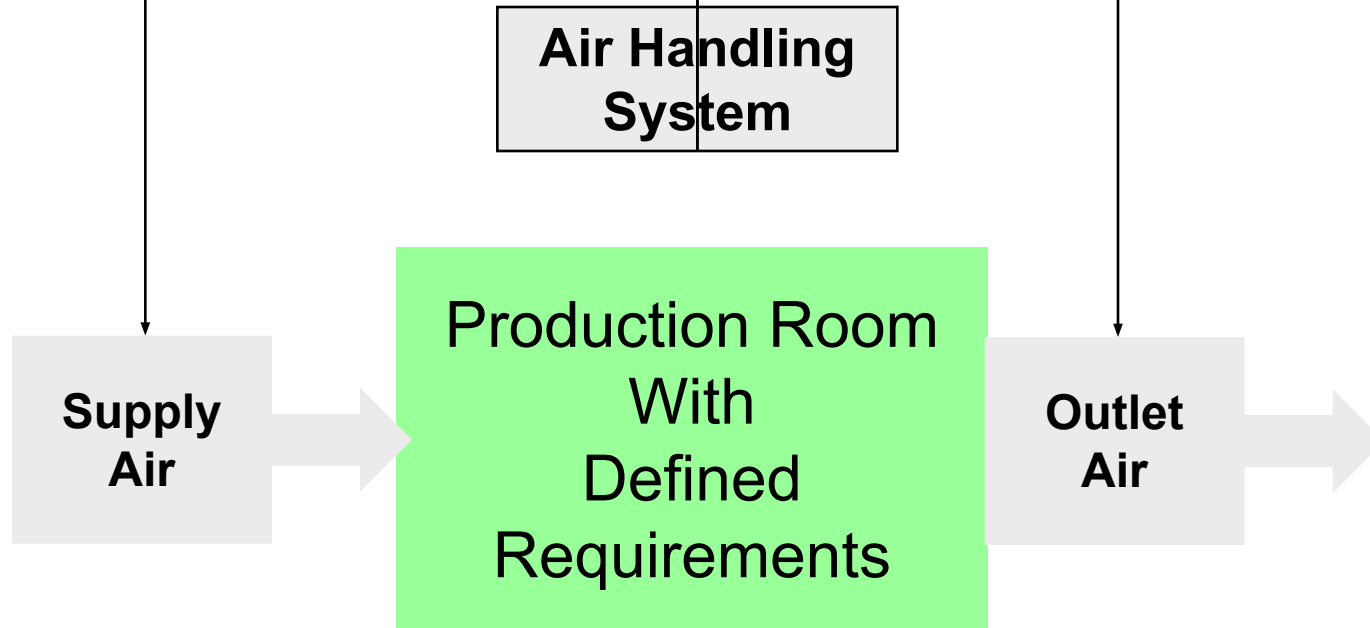 Air Handling
System
Production Room
With
Defined
Requirements
Supply
Air
Outlet
Air